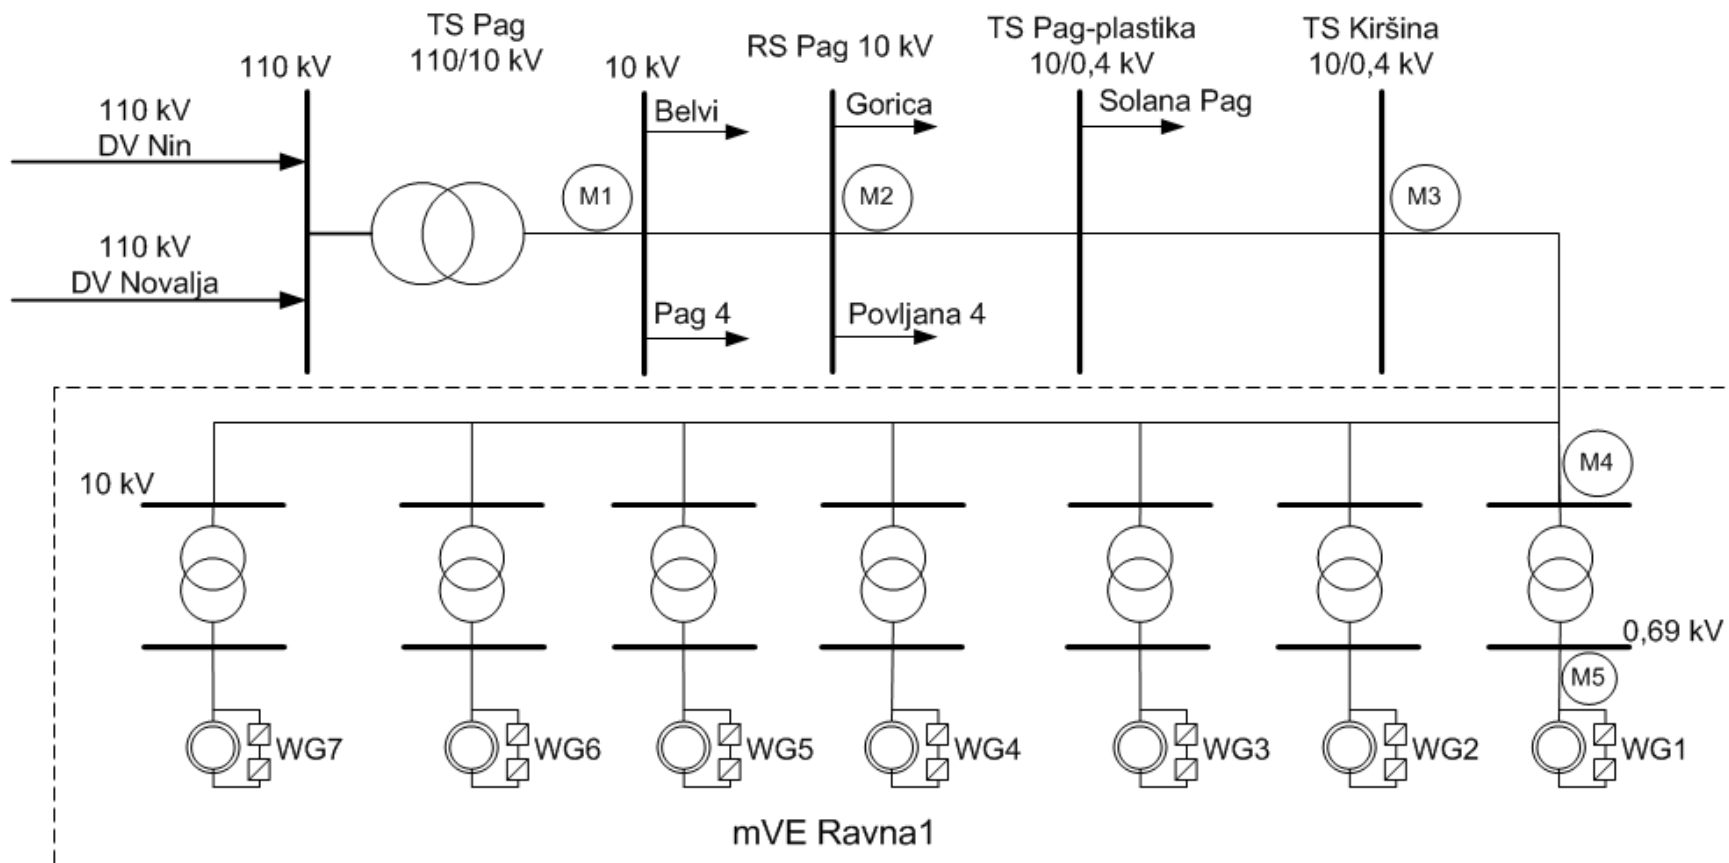 TS Pag
110/10 kV
110 kV
10 kV
RS Pag 10 kV
TS Pag-plastika
10/0,4 kV
TS Kiršina
10/0,4 kV
110 kV
DV Nin
Belvi
Gorica
Solana Pag
M1
M2
M3
110 kV
DV Novalja
Pag 4
Povljana 4
10 kV
M4
0,69 kV
M5
WG7
WG6
WG5
WG4
WG3
WG2
WG1
mVE Ravna1